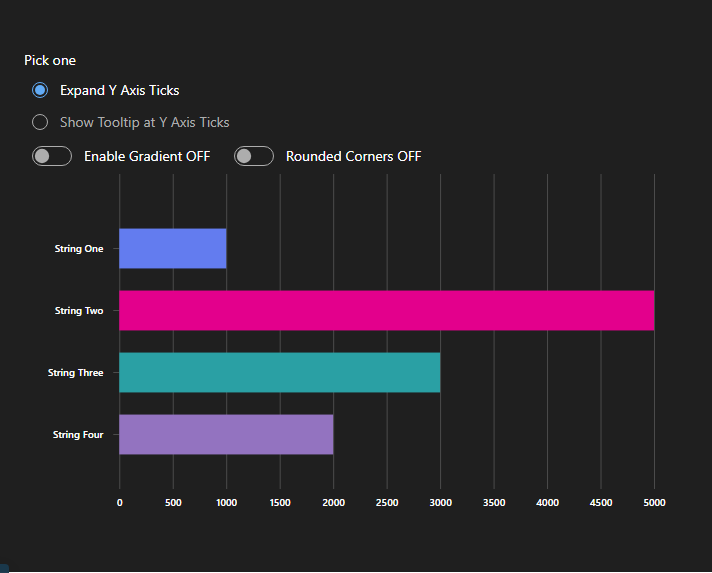 Pick one
Expand Y Axis Ticks
Show Tooltip at Y Axis Ticks
Enable Gradient OFF Rounded Corners OFF
String One
String Two
String Three
String Four
0 500 1000 1500 2000 2500 3000 3500 4000 4500 5000